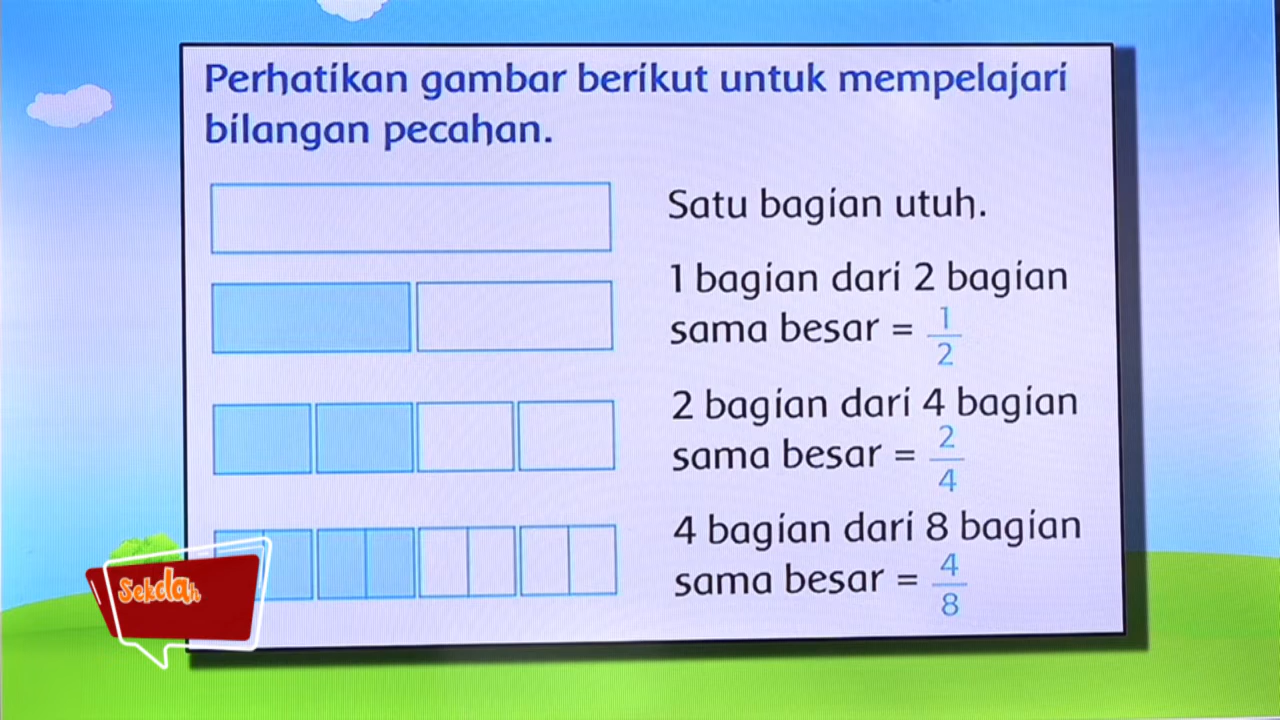 Perhatikan gambar berikut untuk mempelajari
bilangan pecahan.
Satu bagian utuh.
1 bagian dari 2 bagian
sama besar = 1/2
2 bagian dari 4 bagian
sama besar = 2/4
4 bagian dari 8 bagian
sama besar = 4/8
Sekolah